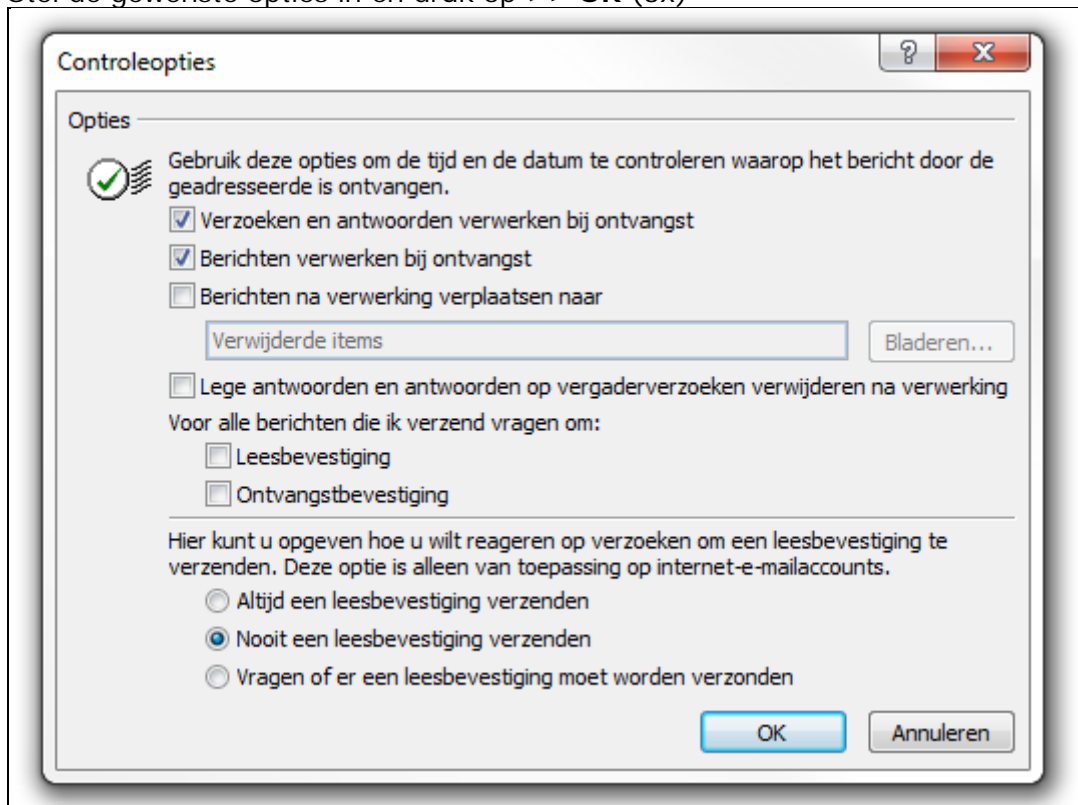 Stel de gewenste opties in en druk op >> OK (3x)
Controleopties
Opties
Gebruik deze opties om de tijd en de datum te controleren waarop het bericht door de
geadresseerde is ontvangen.
Verzoeken en antwoorden verwerken bij ontvangst
Berichten verwerken bij ontvangst
Berichten na verwerking verplaatsen naar
Verwijderde items
Bladeren...
Lege antwoorden en antwoorden op vergaderverzoeken verwijderen na verwerking
Voor alle berichten die ik verzend vragen om:
Leesbevestiging
Ontvangstbevestiging
Hier kunt u opgeven hoe u wilt reageren op verzoeken om een leesbevestiging te
verzenden. Deze optie is alleen van toepassing op internet-e-mailaccounts.
Altijd een leesbevestiging verzenden
Nooit een leesbevestiging verzenden
Vragen of er een leesbevestiging moet worden verzonden
OK
Annuleren